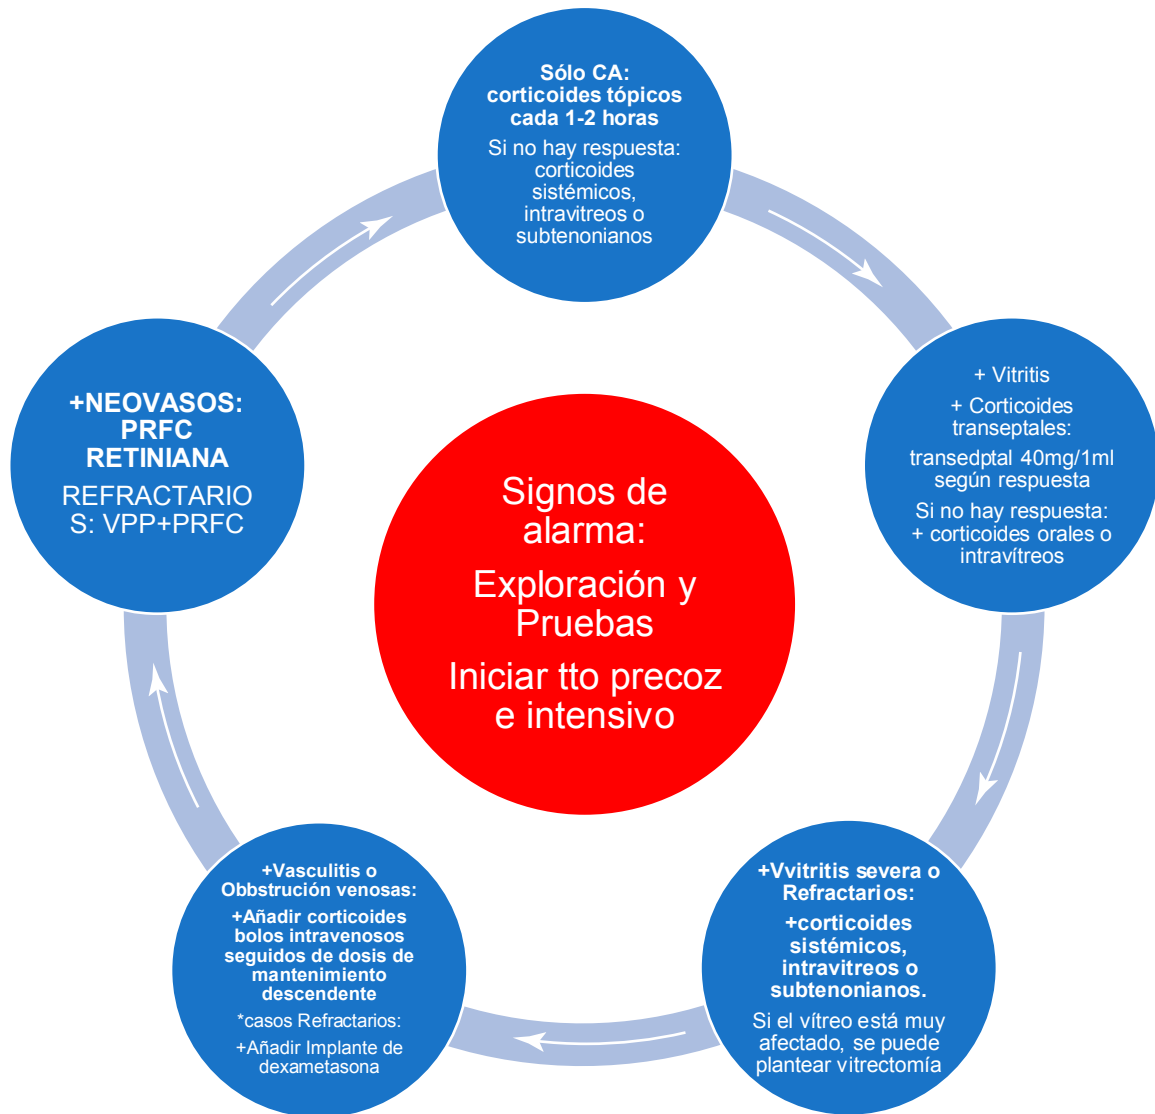 Sólo CA:
corticoides tópicos
cada 1-2 horas
Si no hay respuesta:
corticoides
sistémicos,
intravitreos o
subtenonianos
+ Vitritis
+ Corticoides
transeptales:
transedptal 40mg/1ml
según respuesta
Si no hay respuesta:
+ corticoides orales o
intravítreos
+Vvitritis severa o
Refractarios:
+corticoides
sistémicos,
intravitreos o
subtenonianos.
Si el vítreo está muy
afectado, se puede
plantear vitrectomía
+Vasculitis o
Obbstrución venosas:
+Añadir corticoides
bolos intravenosos
seguidos de dosis de
mantenimiento
descendente
*casos Refractarios:
+Añadir Implante de
dexametasona
+NEOVASOS:
PRFC
RETINIANA
REFRACTARIO
S: VPP+PRFC
Signos de
alarma:
Exploración y
Pruebas
Iniciar tto precoz
e intensivo